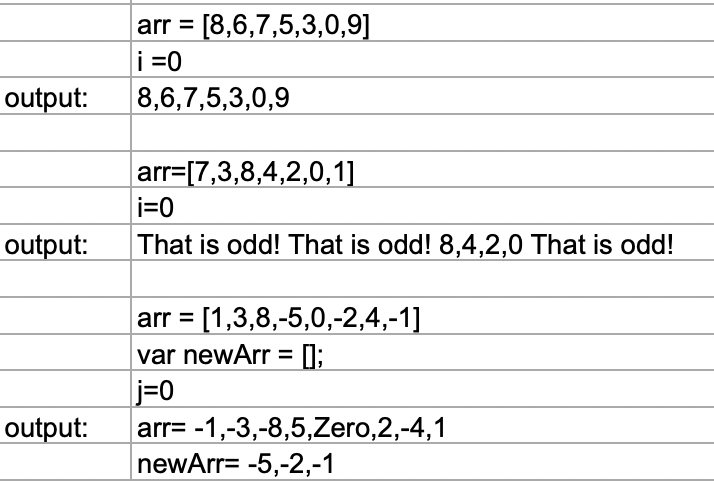 arr = [8,6,7,5,3,0,9]
i =0
output: 8,6,7,5,3,0,9
arr=[7,3,8,4,2,0,1]
i=0
output: That is odd! That is odd! 8,4,2,0 That is odd!
arr = [1,3,8,-5,0,-2,4,-1]
var newArr = [];
j=0
output: arr= -1,-3,-8,5,Zero,2,-4,1
newArr= -5,-2,-1